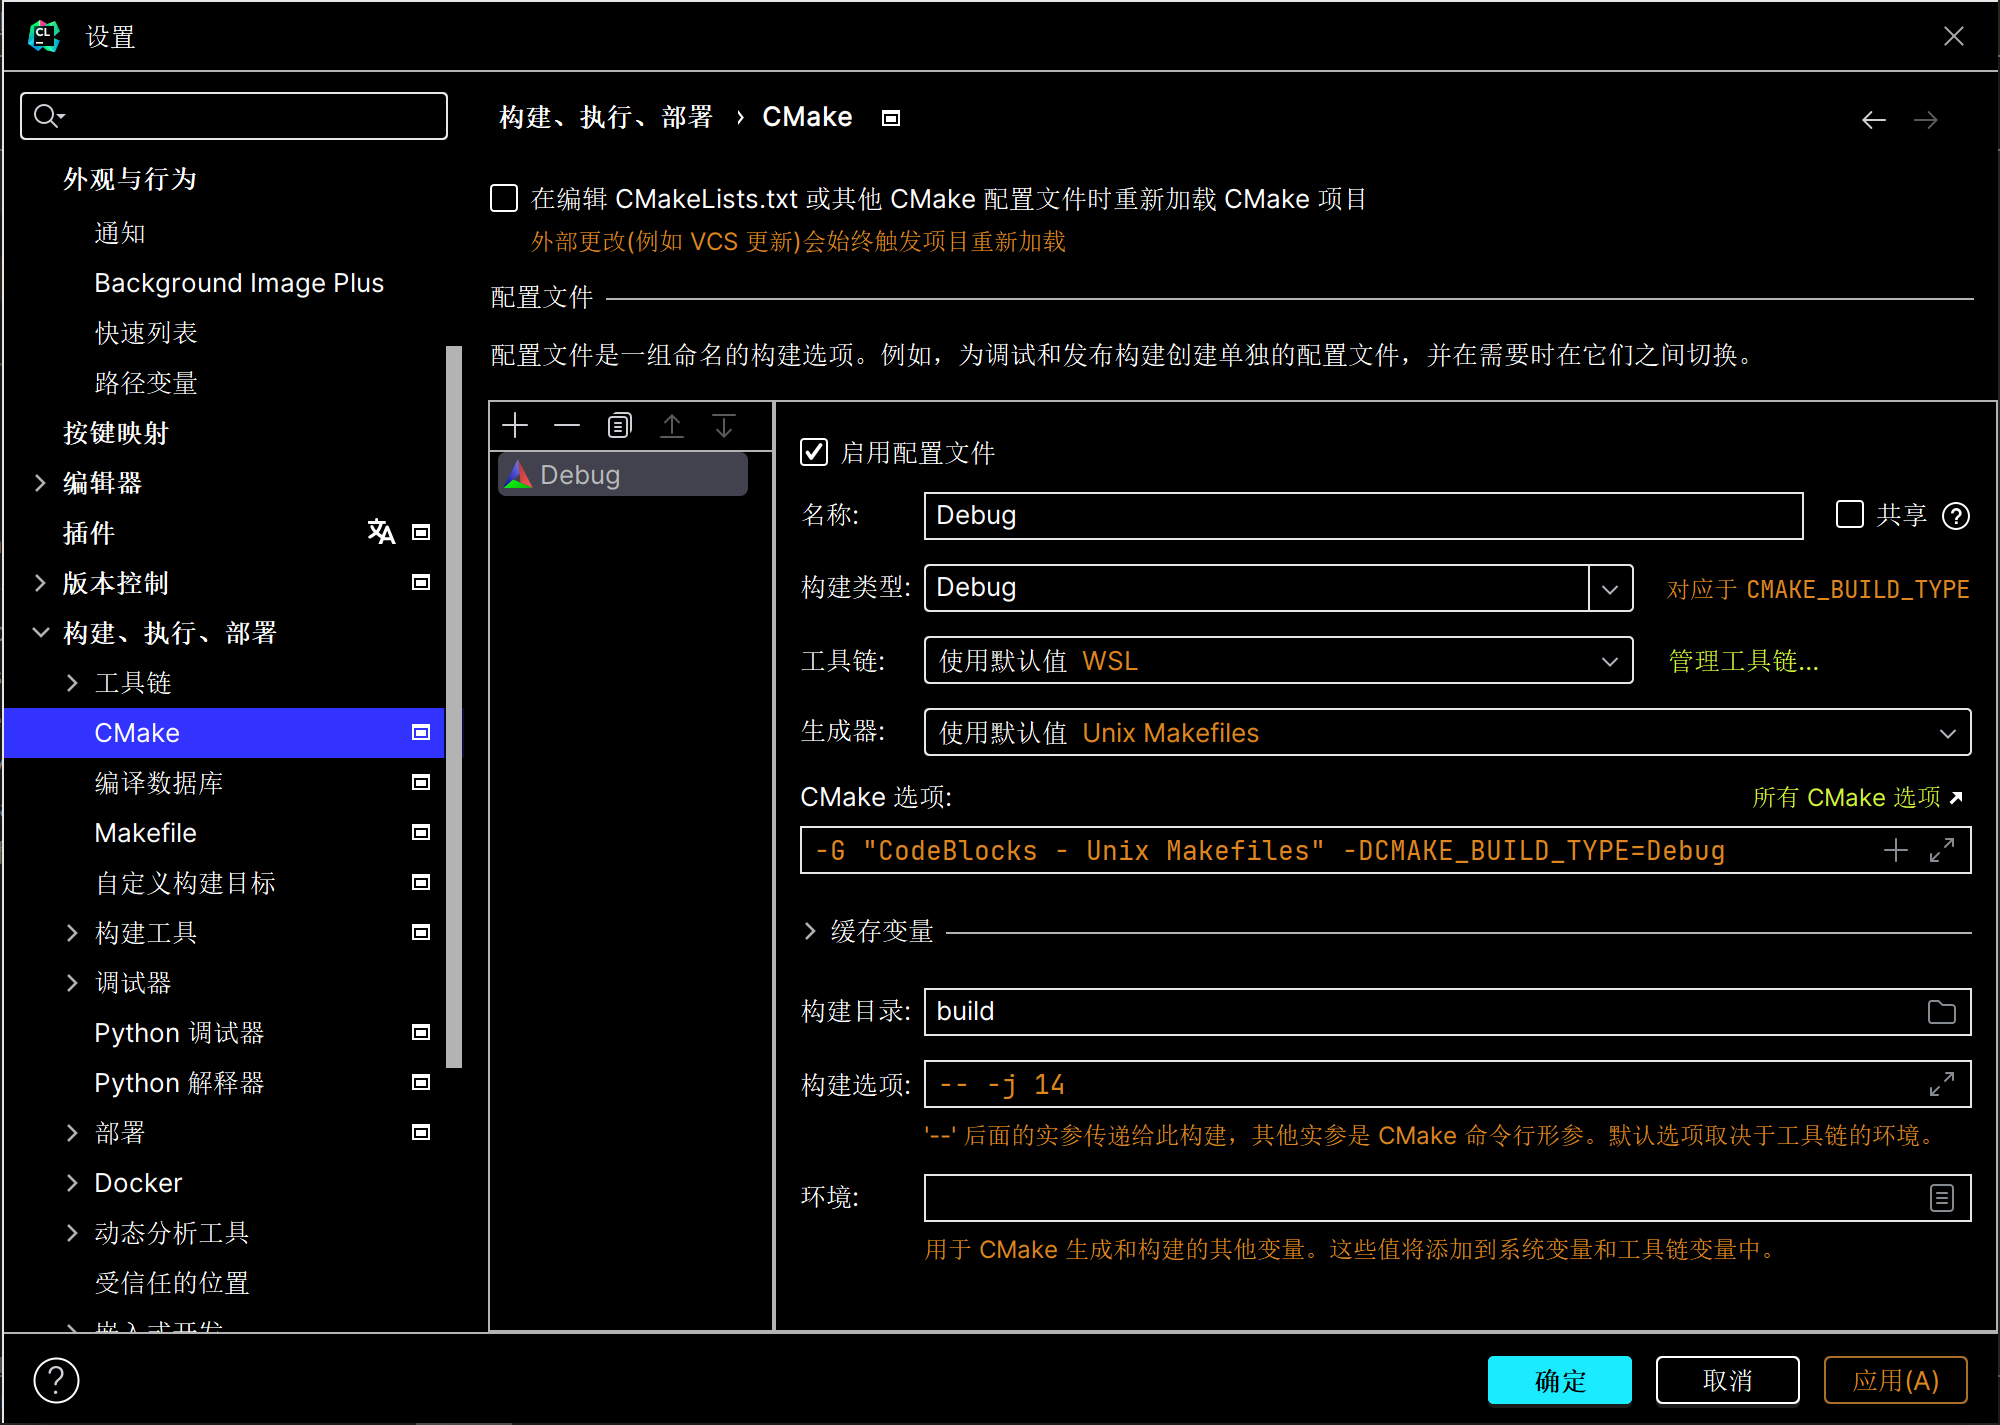 CL
设置
构建、执行、部署 › CMake
外观与行为
通知
Background Image Plus
快速列表
路径变量
按键映射
编辑器
插件
版本控制
构建、执行、部署
工具链
CMake
编译数据库
Makefile
自定义构建目标
构建工具
调试器
Python 调试器
Python 解释器
部署
Docker
动态分析工具
受信任的位置
嵌入式开发
在编辑 CMakeLists.txt 或其他 CMake 配置文件时重新加载 CMake 项目
外部更改(例如 VCS 更新)会始终触发项目重新加载
配置文件
配置文件是一组命名的构建选项。例如，为调试和发布构建创建单独的配置文件，并在需要时在它们之间切换。
Debug
启用配置文件
名称: Debug 共享
构建类型: Debug 对应于 CMAKE_BUILD_TYPE
工具链: 使用默认值 WSL 管理工具链...
生成器: 使用默认值 Unix Makefiles
CMake 选项: 所有 CMake 选项
-G "CodeBlocks - Unix Makefiles" -DCMAKE_BUILD_TYPE=Debug
缓存变量
构建目录: build
构建选项: -- -j 14
'--' 后面的实参传递给此构建，其他实参是 CMake 命令行形参。默认选项取决于工具链的环境。
环境:
用于 CMake 生成和构建的其他变量。这些值将添加到系统变量和工具链变量中。
?
确定 取消 应用(A)